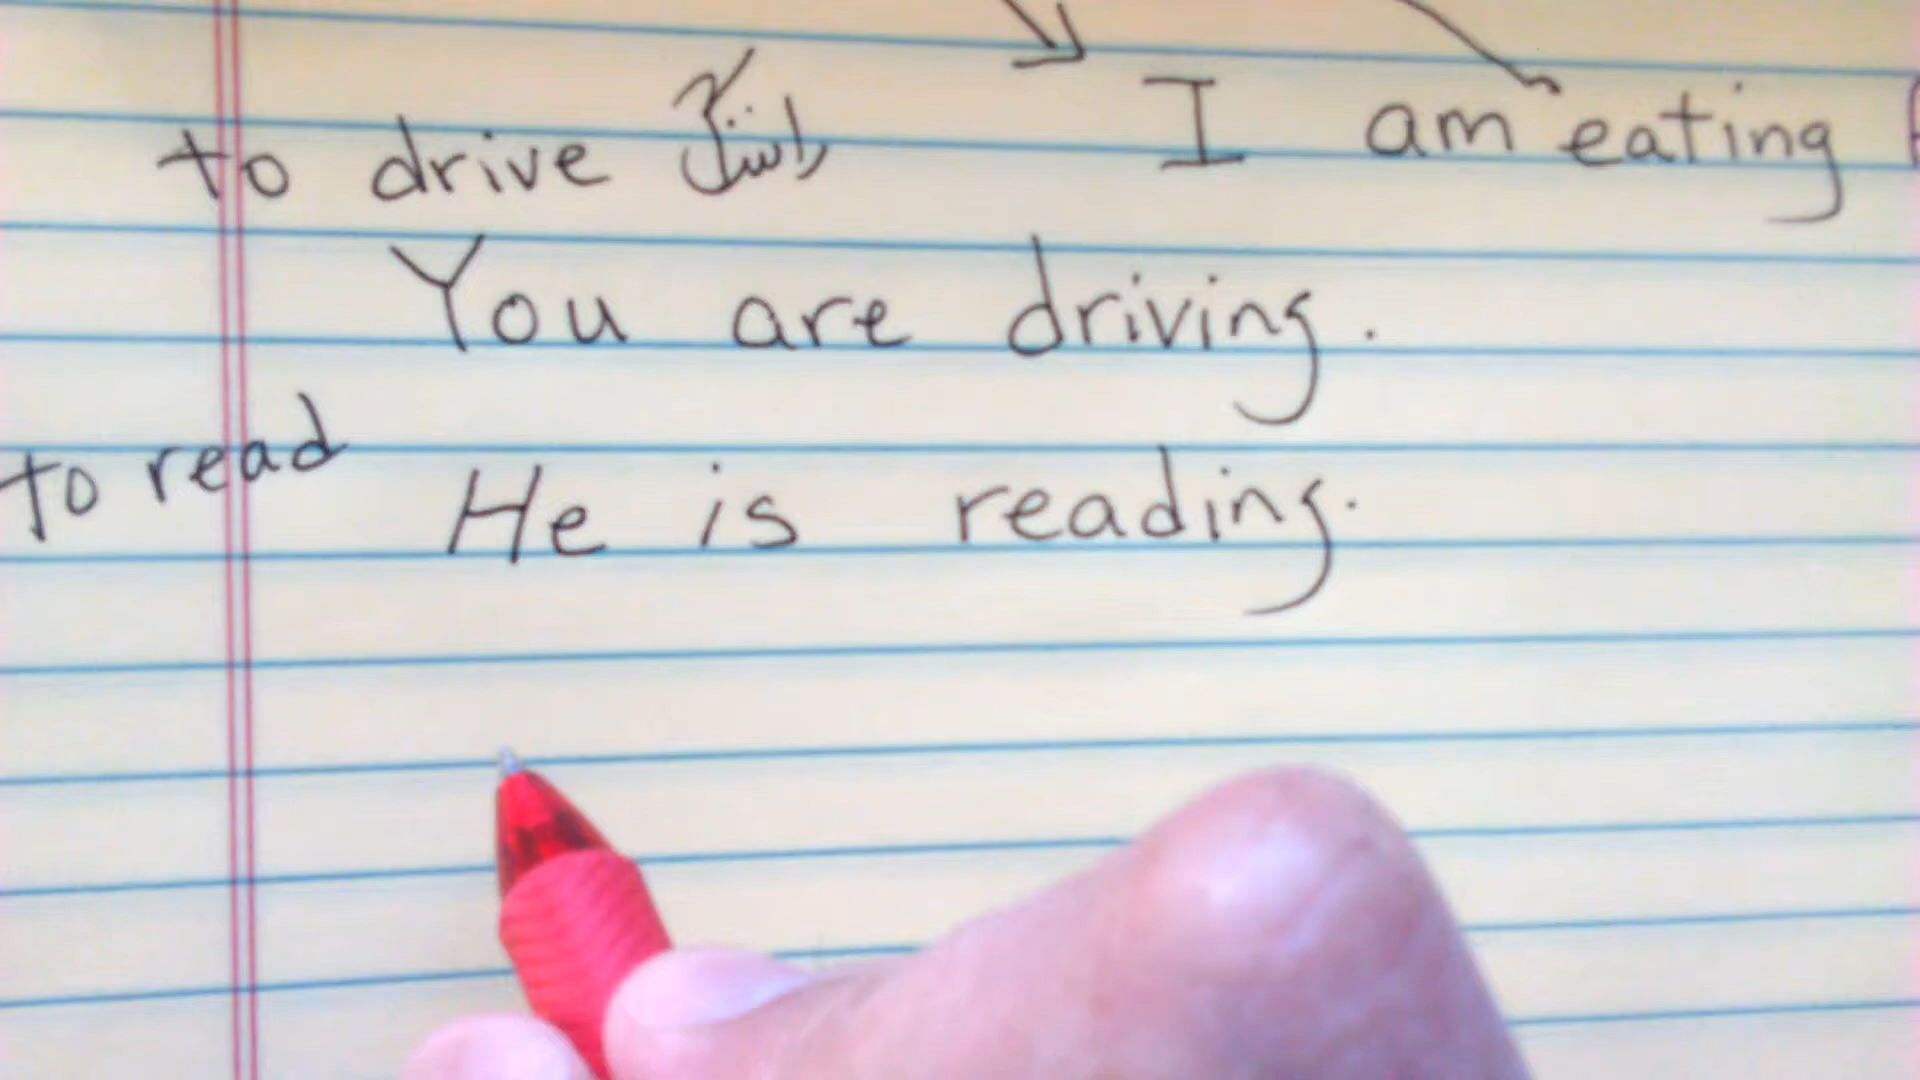 to drive I am eating
You are driving.
to read He is reading.